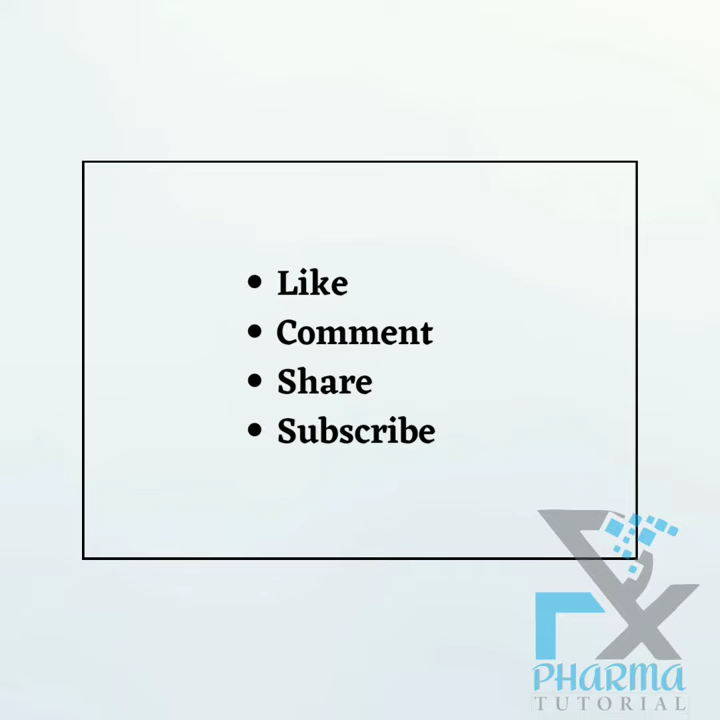 • Like
• Comment
• Share
• Subscribe
PHARMA
TUTORIAL